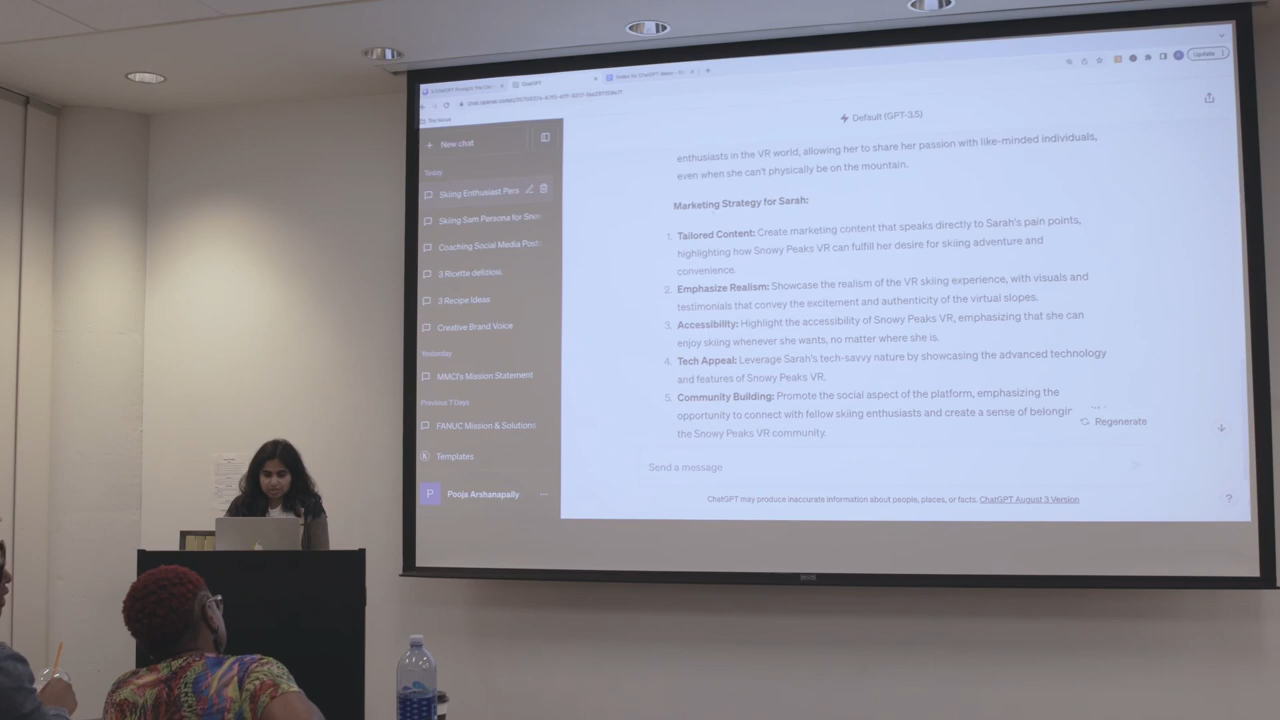 ChatGPT
Update
New chat
Default (GPT-3.5)
Today
Skiing Enthusiast Pers
Skiing Sam Persona for Snow
Coaching Social Media Posts
3 Ricette deliziosi.
3 Recipe Ideas
Creative Brand Voice
Yesterday
MMCI's Mission Statement
Previous 7 Days
FANUC Mission & Solutions
Templates
P Pooja Arshanapally ...
enthusiasts in the VR world, allowing her to share her passion with like-minded individuals,
even when she can't physically be on the mountain.
Marketing Strategy for Sarah:
1. Tailored Content: Create marketing content that speaks directly to Sarah's pain points,
highlighting how Snowy Peaks VR can fulfill her desire for skiing adventure and
convenience.
2. Emphasize Realism: Showcase the realism of the VR skiing experience, with visuals and
testimonials that convey the excitement and authenticity of the virtual slopes.
3. Accessibility: Highlight the accessibility of Snowy Peaks VR, emphasizing that she can
enjoy skiing whenever she wants, no matter where she is.
4. Tech Appeal: Leverage Sarah's tech-savvy nature by showcasing the advanced technology
and features of Snowy Peaks VR.
5. Community Building: Promote the social aspect of the platform, emphasizing the
opportunity to connect with fellow skiing enthusiasts and create a sense of belongin
the Snowy Peaks VR community.
Regenerate
Send a message
ChatGPT may produce inaccurate information about people, places, or facts. ChatGPT August 3 Version
?